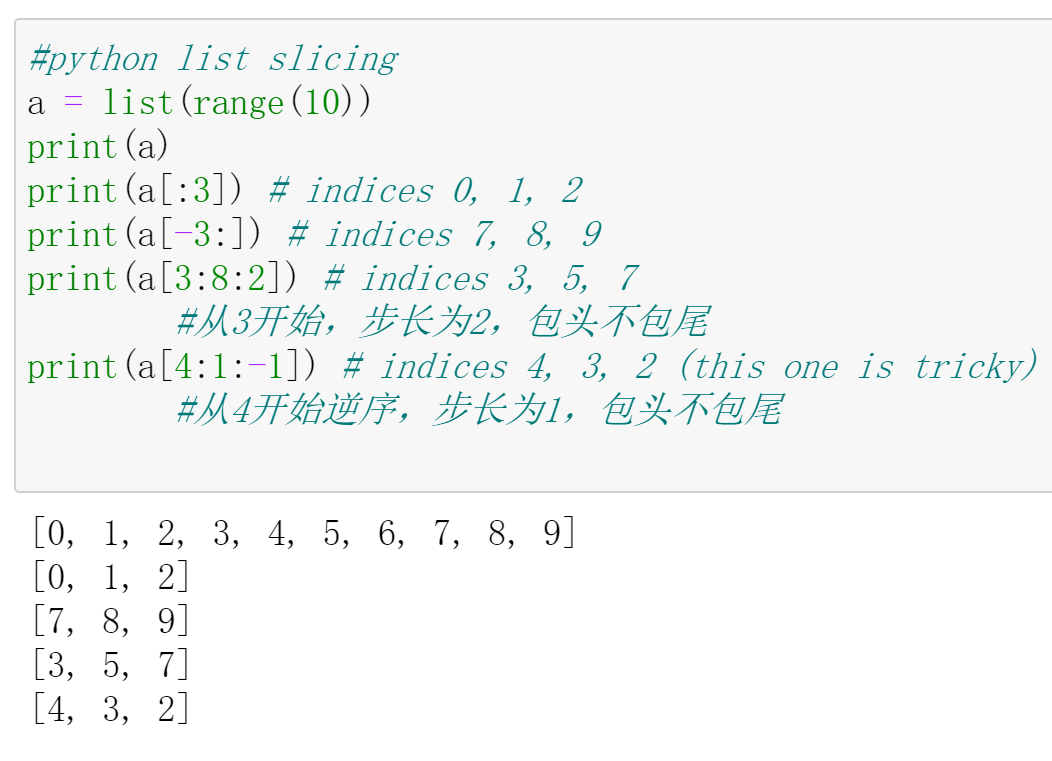 #python list slicing
a = list(range(10))
print(a)
print(a[:3]) # indices 0, 1, 2
print(a[-3:]) # indices 7, 8, 9
print(a[3:8:2]) # indices 3, 5, 7
#从3开始，步长为2，包头不包尾
print(a[4:1:-1]) # indices 4, 3, 2 (this one is tricky)
#从4开始逆序，步长为1，包头不包尾
[0, 1, 2, 3, 4, 5, 6, 7, 8, 9]
[0, 1, 2]
[7, 8, 9]
[3, 5, 7]
[4, 3, 2]